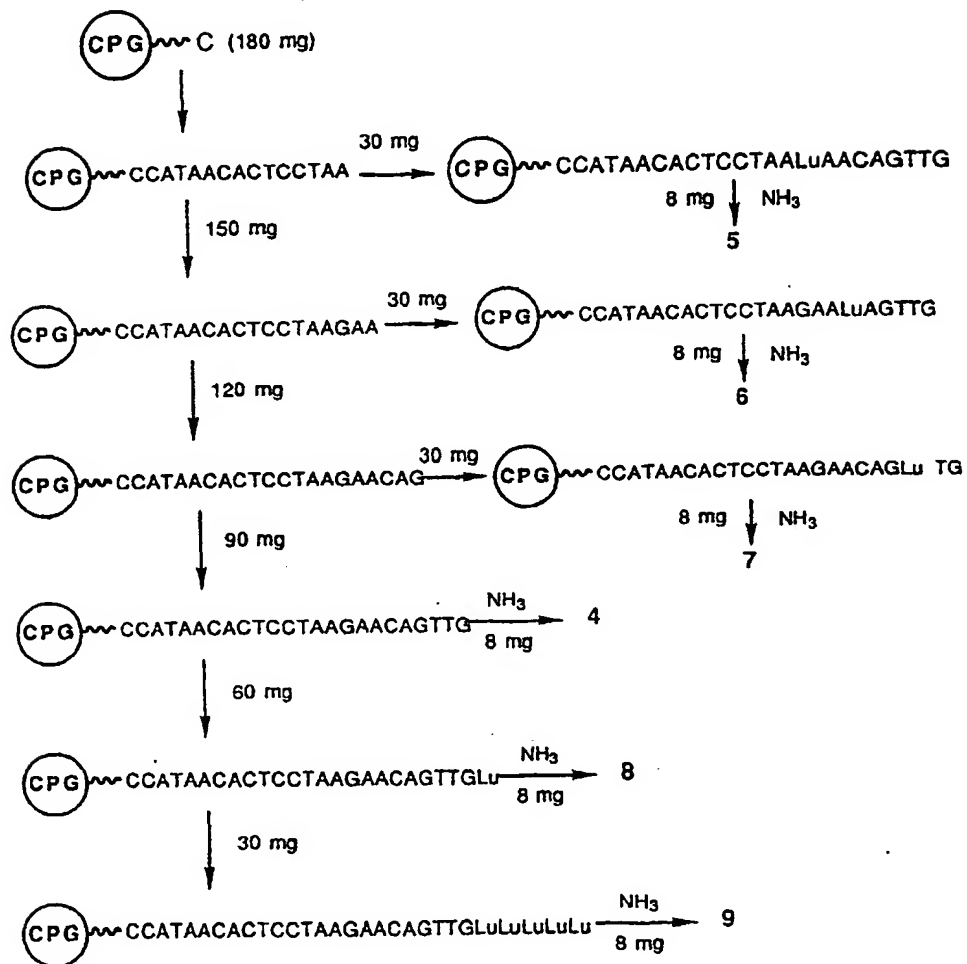 CPG C (180 mg)
30 mg
CPG CCATAACACTCCTAA CPG CCATAACACTCCTAALuAACAGTTG
8 mg NH₃
150 mg 5
30 mg
CPG CCATAACACTCCTAAGAA CPG CCATAACACTCCTAAGAALuAGTTG
8 mg NH₃
120 mg 6
30 mg
CPG CCATAACACTCCTAAGAACAG CPG CCATAACACTCCTAAGAACAGLu TG
8 mg NH₃
90 mg 7
NH₃
CPG CCATAACACTCCTAAGAACAGTTG 4
8 mg
60 mg
NH₃
CPG CCATAACACTCCTAAGAACAGTTGLu 8
8 mg
30 mg
NH₃
CPG CCATAACACTCCTAAGAACAGTTGLuLuLuLuLu 9
8 mg